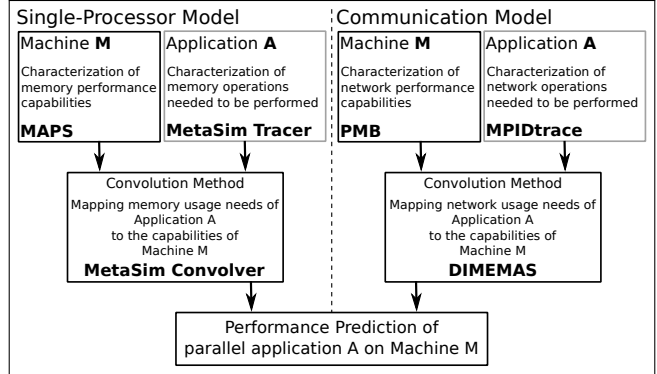 Single-Processor Model
Communication Model
Machine M
Characterization of
memory performance
capabilities
MAPS
Application A
Characterization of
memory operations
needed to be performed
MetaSim Tracer
Machine M
Characterization of
network performance
capabilities
PMB
Application A
Characterization of
network operations
needed to be performed
MPIDtrace
Convolution Method
Mapping memory usage needs of
Application A
to the capabilities of
Machine M
MetaSim Convolver
Convolution Method
Mapping network usage needs of
Application A
to the capabilities of
Machine M
DIMEMAS
Performance Prediction of
parallel application A on Machine M